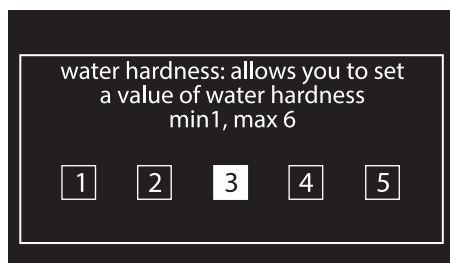 water hardness: allows you to set
a value of water hardness
min1, max 6
1 2 3 4 5